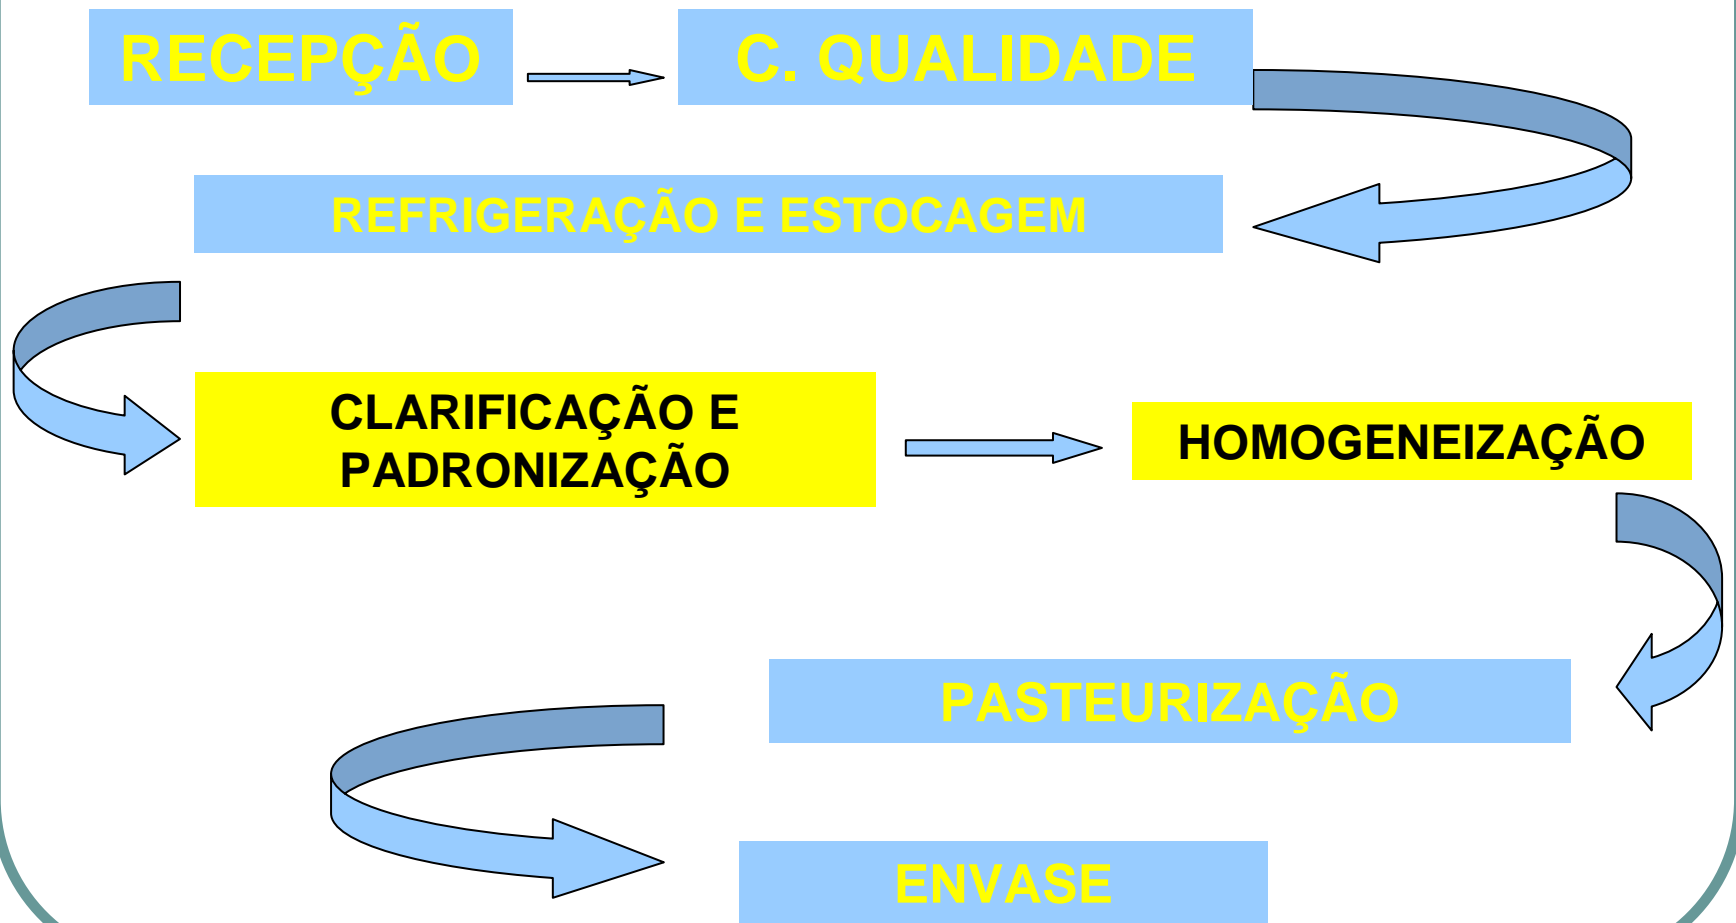 RECEPÇÃO
C. QUALIDADE
REFRIGERAÇÃO E ESTOCAGEM
CLARIFICAÇÃO E
PADRONIZAÇÃO
HOMOGENEIZAÇÃO
PASTEURIZAÇÃO
ENVASE